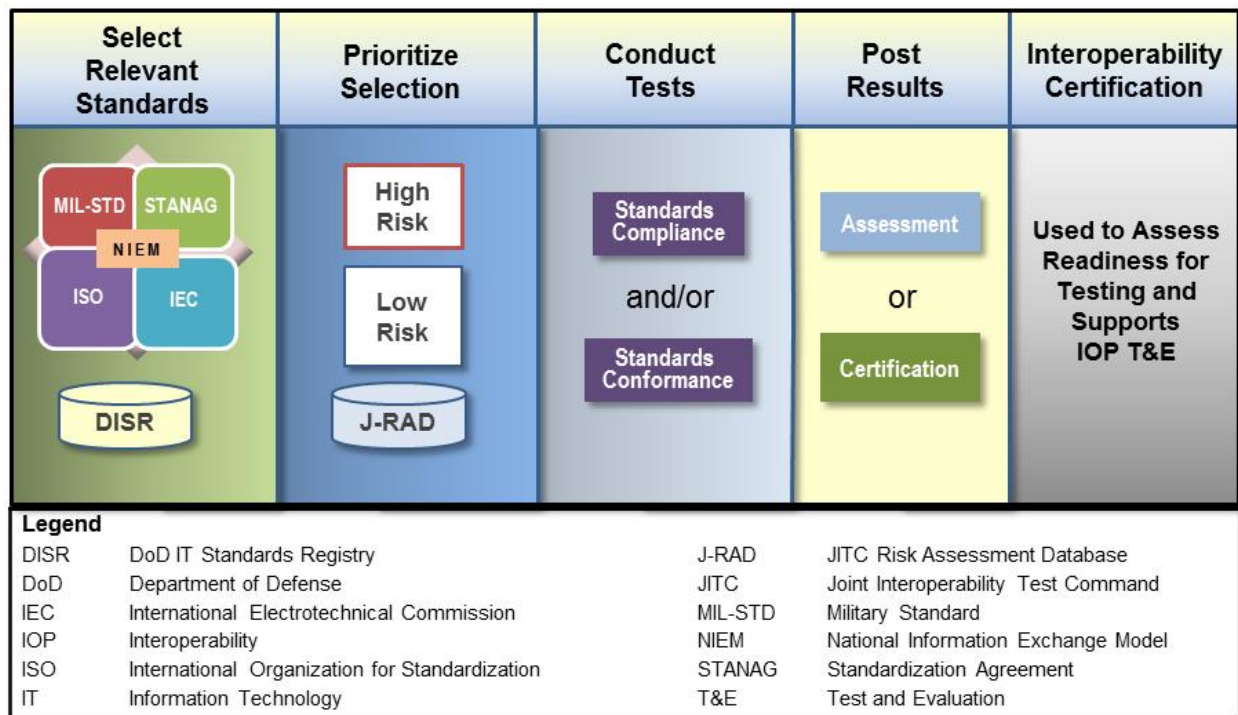 Select
Relevant
Standards
Prioritize
Selection
Conduct
Tests
Post
Results
Interoperability
Certification
MIL-STD
STANAG
NIEM
ISO
IEC
DISR
High
Risk
Low
Risk
J-RAD
Standards
Compliance
and/or
Standards
Conformance
Assessment
or
Certification
Used to Assess
Readiness for
Testing and
Supports
IOP T&E
Legend
DISR DoD IT Standards Registry
DoD Department of Defense
IEC International Electrotechnical Commission
IOP Interoperability
ISO International Organization for Standardization
IT Information Technology
J-RAD JITC Risk Assessment Database
JITC Joint Interoperability Test Command
MIL-STD Military Standard
NIEM National Information Exchange Model
STANAG Standardization Agreement
T&E Test and Evaluation